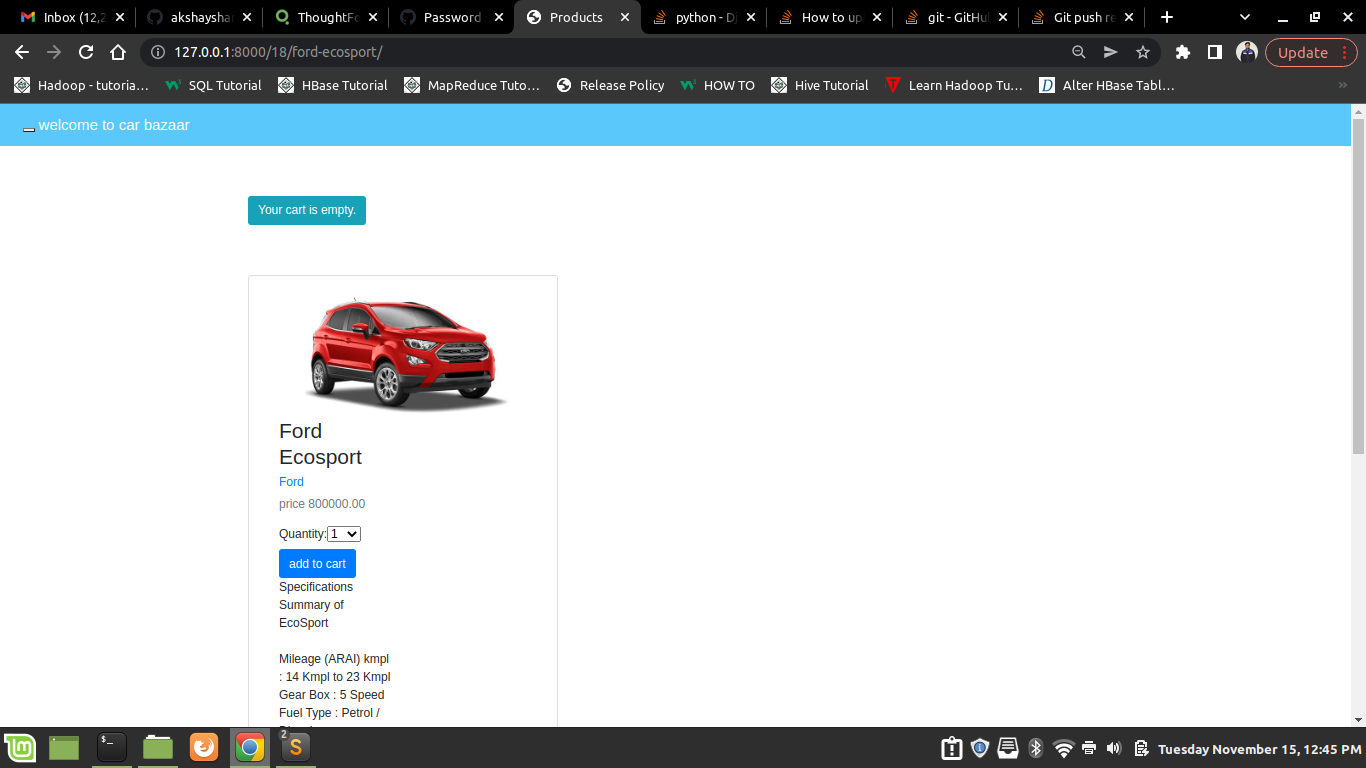 Inbox (12,2
akshayshar
ThoughtFo
Password
Products
python - Dj
How to up
git - GitHu
Git push re
127.0.0.1:8000/18/ford-ecosport/
Update
Hadoop - tutoria...
SQL Tutorial
HBase Tutorial
MapReduce Tuto...
Release Policy
HOW TO
Hive Tutorial
Learn Hadoop Tu...
Alter HBase Tabl...
welcome to car bazaar
Your cart is empty.
Ford
Ecosport
Ford
price 800000.00
Quantity: 1
add to cart
Specifications
Summary of
EcoSport
Mileage (ARAI) kmpl
: 14 Kmpl to 23 Kmpl
Gear Box : 5 Speed
Fuel Type : Petrol /
2
Tuesday November 15, 12:45 PM